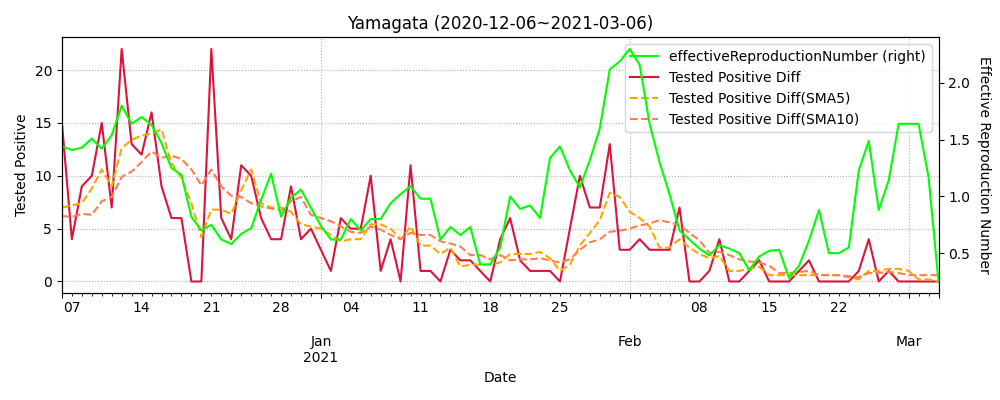 Yamagata (2020-12-06~2021-03-06)
effectiveReproductionNumber (right)
Tested Positive Diff
Tested Positive Diff(SMA5)
Tested Positive Diff(SMA10)
Tested Positive
20
15
10
5
0
Effective Reproduction Number
2.0
1.5
1.0
0.5
07 14 21 28 04 11 18 25 08 15 22
Jan Feb Mar
2021
Date